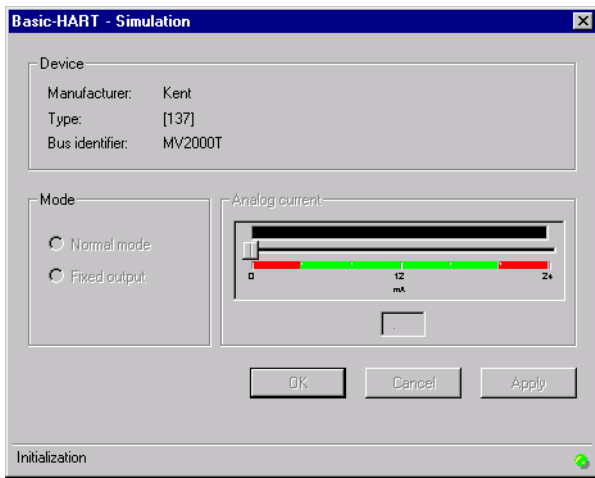 Basic-HART - Simulation
Device
Manufacturer: Kent
Type: [137]
Bus identifier: MV2000T
Mode
Normal mode
Fixed output
Analog current
0 12 24
mA
.
OK Cancel Apply
Initialization